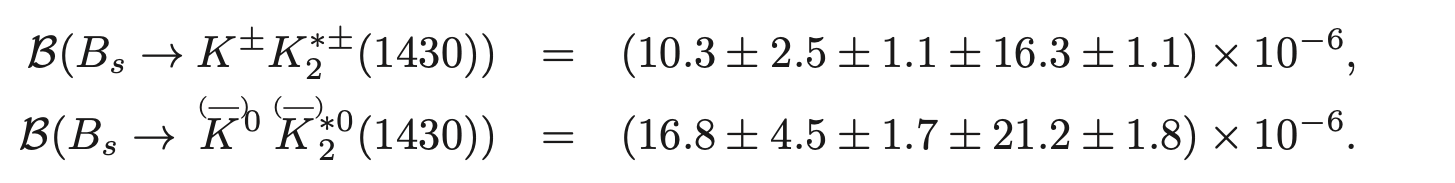 ℬ(B_s → K^± K_2^{*±}(1430)) = (10.3 ± 2.5 ± 1.1 ± 16.3 ± 1.1) × 10^{−6},
ℬ(B_s → \overset{(—)}{K}^0 \overset{(—)}{K}_2^{*0}(1430)) = (16.8 ± 4.5 ± 1.7 ± 21.2 ± 1.8) × 10^{−6}.